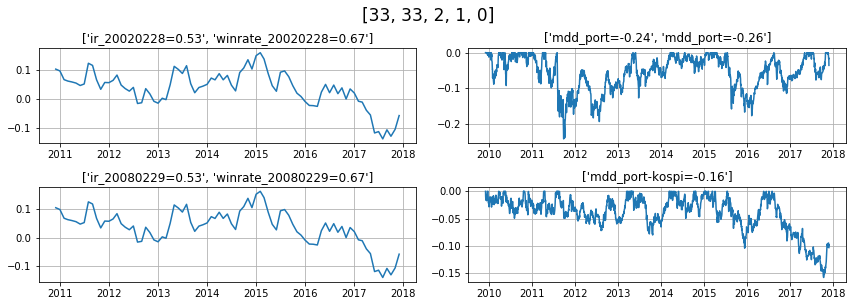 [33, 33, 2, 1, 0]
['ir_20020228=0.53', 'winrate_20020228=0.67']
0.1
0.0
−0.1
2011 2012 2013 2014 2015 2016 2017 2018
['mdd_port=-0.24', 'mdd_port=-0.26']
0.0
−0.1
−0.2
2010 2011 2012 2013 2014 2015 2016 2017 2018
['ir_20080229=0.53', 'winrate_20080229=0.67']
0.1
0.0
−0.1
2011 2012 2013 2014 2015 2016 2017 2018
['mdd_port-kospi=-0.16']
0.00
−0.05
−0.10
−0.15
2010 2011 2012 2013 2014 2015 2016 2017 2018